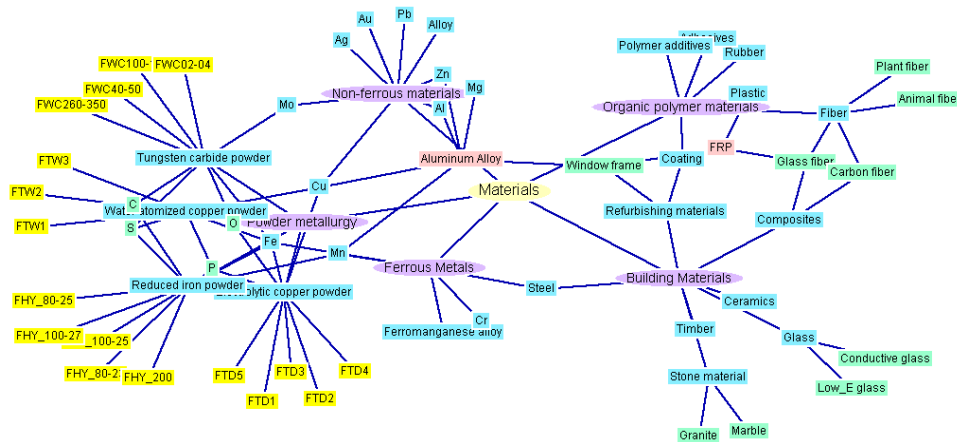 Pb
Au
Alloy
Ag
Polymer additives
Rubber
FWC100-
FWC02-04
Plant fiber
Zn
FWC40-50
Mg
Non-ferrous materials
Plastic
FWC260-350
Mo
Al
Organic polymer materials
Animal fibe
Fiber
FRP
Tungsten carbide powder
Aluminum Alloy
Window frame
Coating
Glass fiber
FTW3
Carbon fiber
FTW2
Cu
Materials
C
copper powder
Refurbishing materials
Composites
FTW1
S
O
Powder metallurgy
Fe
Mn
P
Ferrous Metals
Building Materials
Reduced iron powder
copper powder
Steel
FHY_80-25
Ceramics
Cr
Timber
Ferromanganese alloy
FHY_100-27
_100-25
Glass
Conductive glass
FHY_80-2
FHY_200
FTD5
FTD3
FTD4
Stone material
Low_E glass
FTD1
FTD2
Granite
Marble